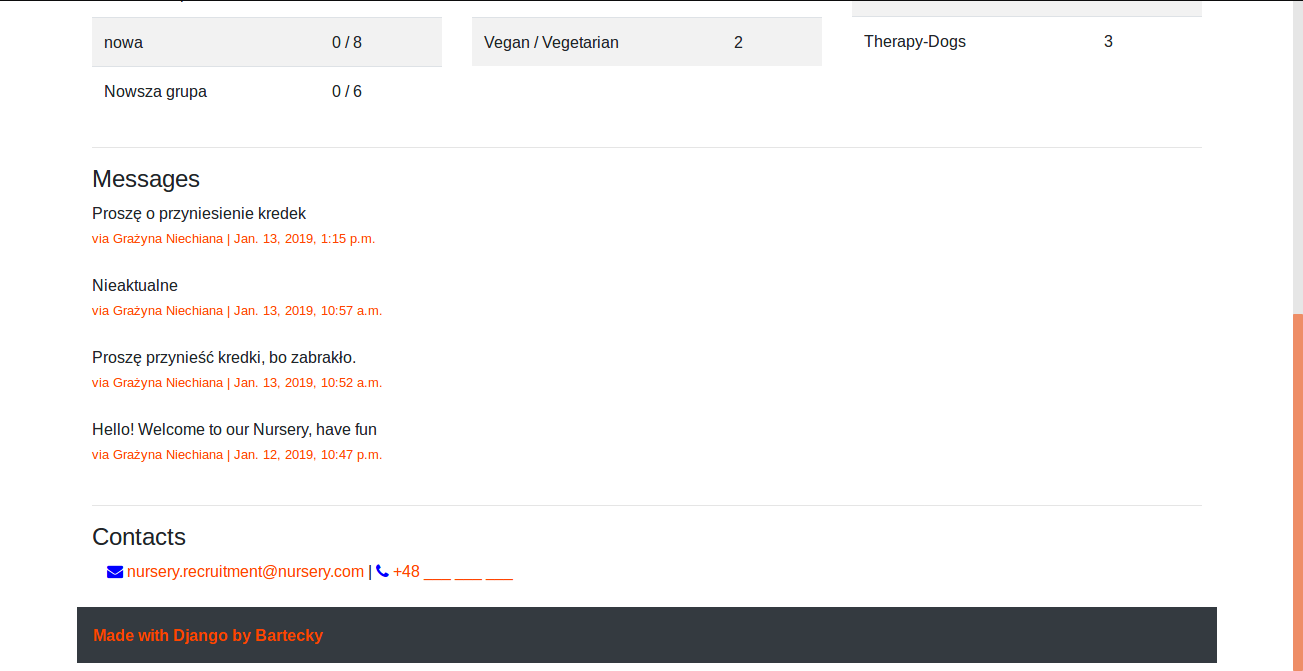 nowa 0 / 8
Vegan / Vegetarian 2
Therapy-Dogs 3
Nowsza grupa 0 / 6
Messages
Proszę o przyniesienie kredek
via Grażyna Niechiana | Jan. 13, 2019, 1:15 p.m.
Nieaktualne
via Grażyna Niechiana | Jan. 13, 2019, 10:57 a.m.
Proszę przynieść kredki, bo zabrakło.
via Grażyna Niechiana | Jan. 13, 2019, 10:52 a.m.
Hello! Welcome to our Nursery, have fun
via Grażyna Niechiana | Jan. 12, 2019, 10:47 p.m.
Contacts
nursery.recruitment@nursery.com | +48 ___ ___ ___
Made with Django by Bartecky